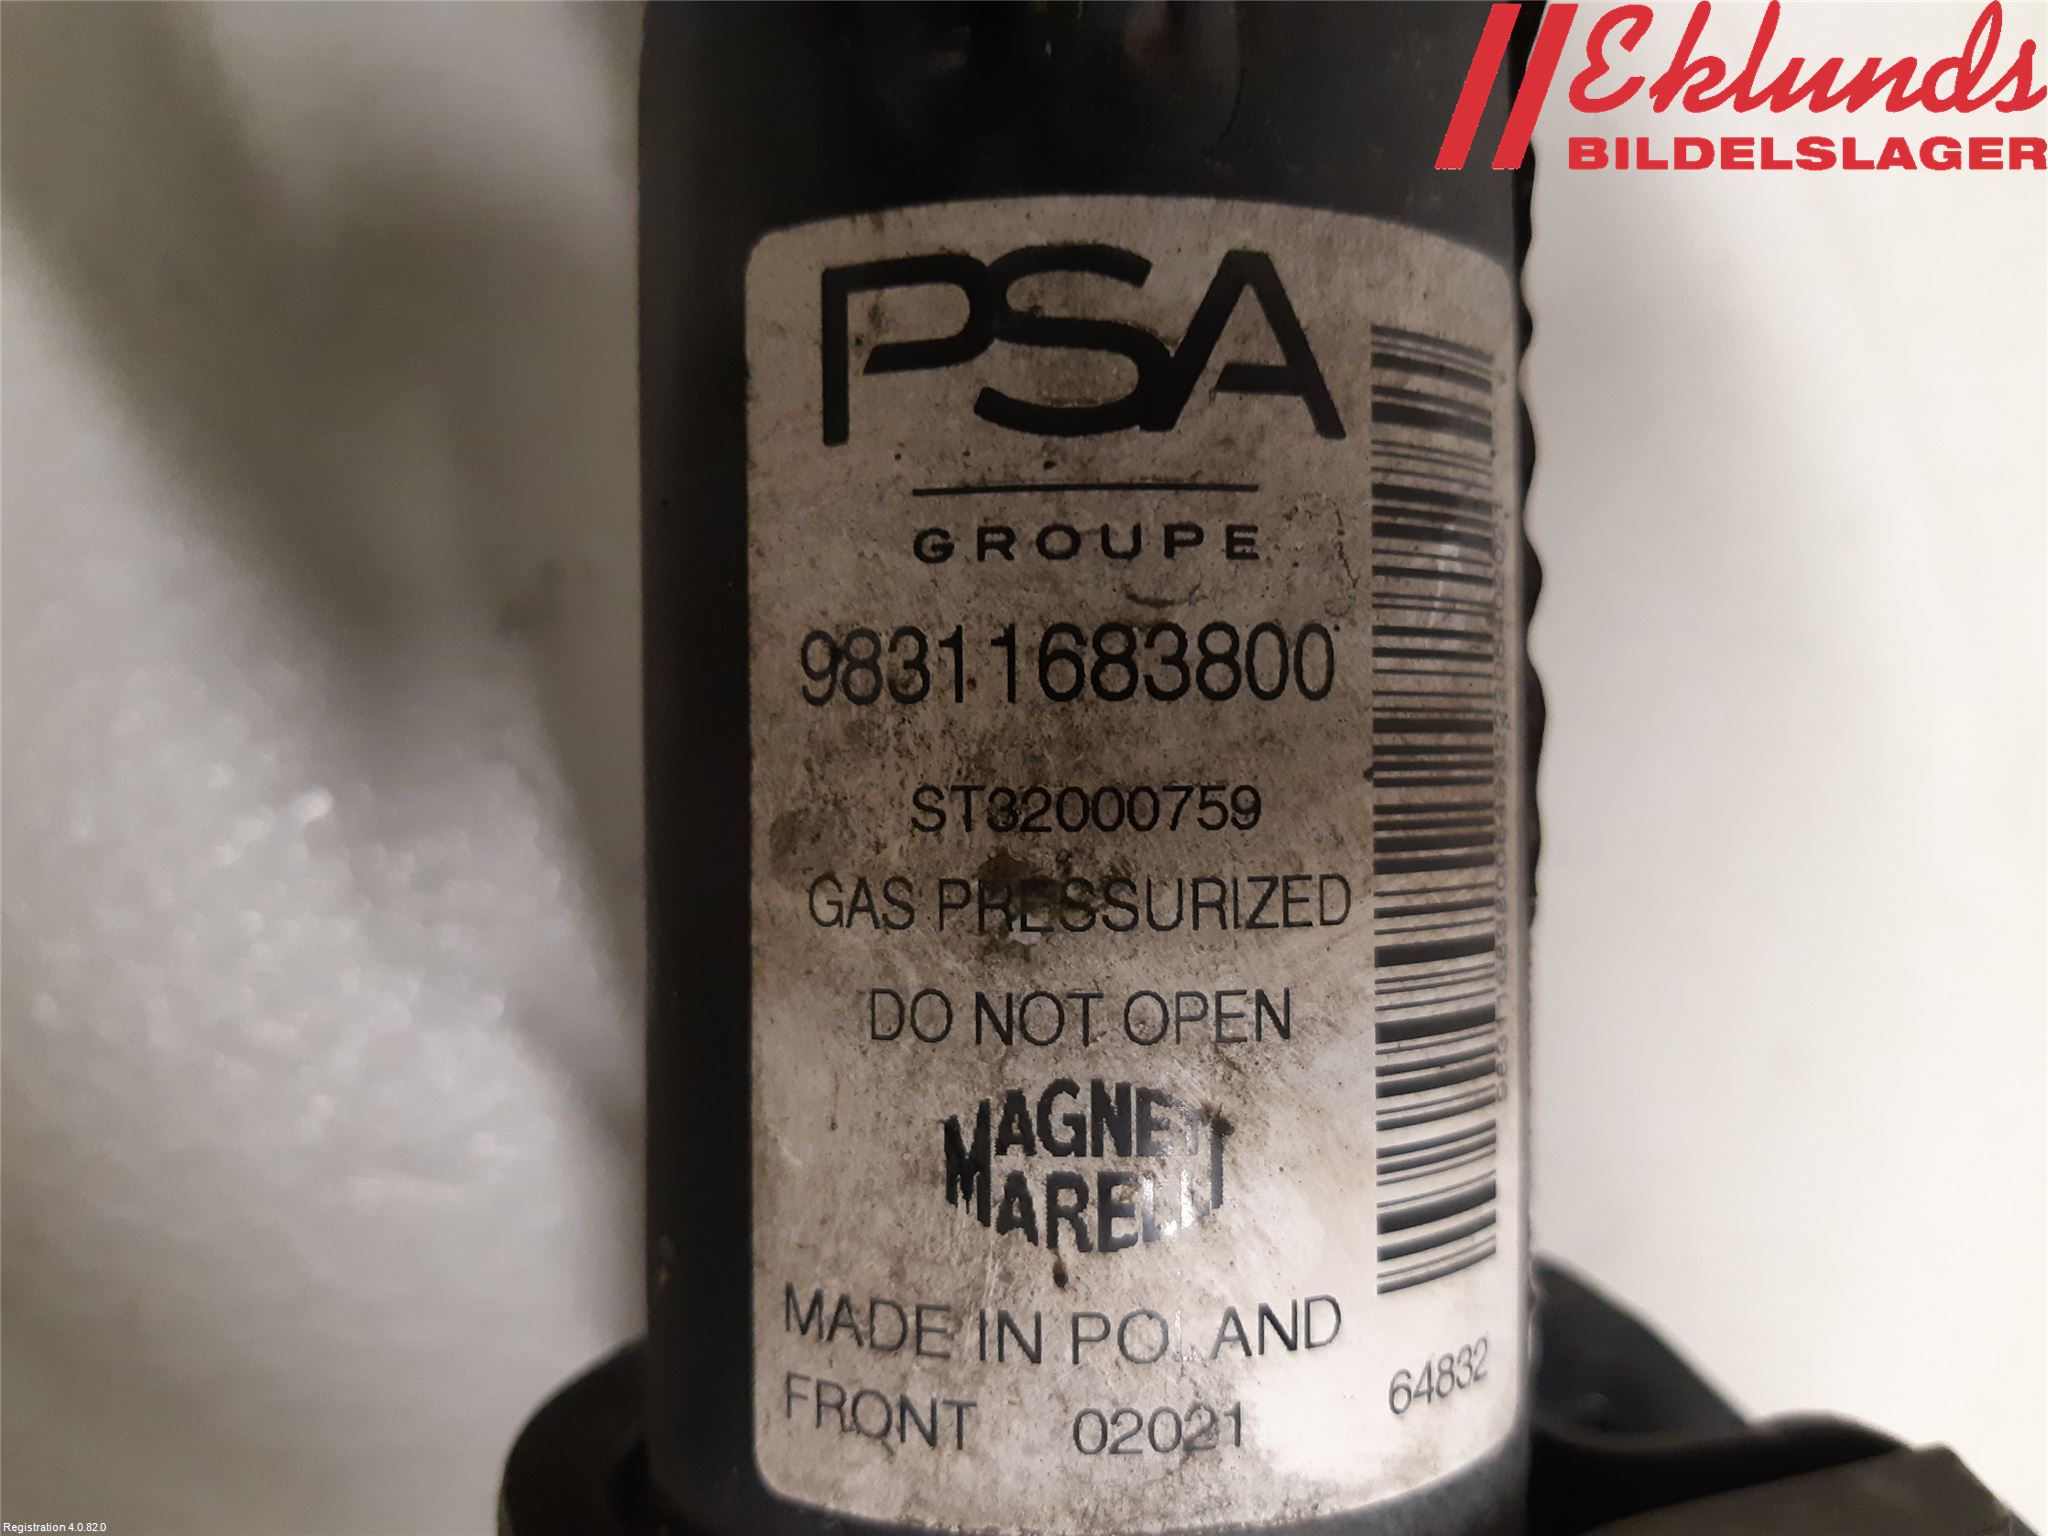 Eklunds
BILDELSLAGER
PSA
GROUPE
98311683800
ST32000759
GAS PRESSURIZED
DO NOT OPEN
MAGNETI
MARELLI
MADE IN POLAND
FRONT 02021
64832
Registration 4.0.82.0